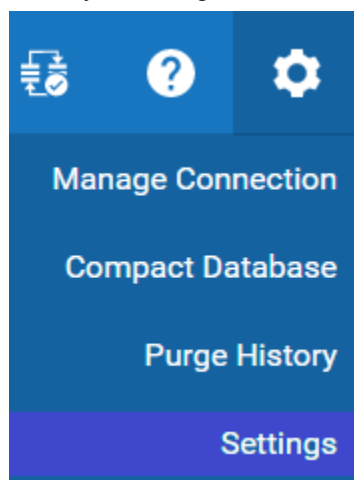 ?
Manage Connection
Compact Database
Purge History
Settings